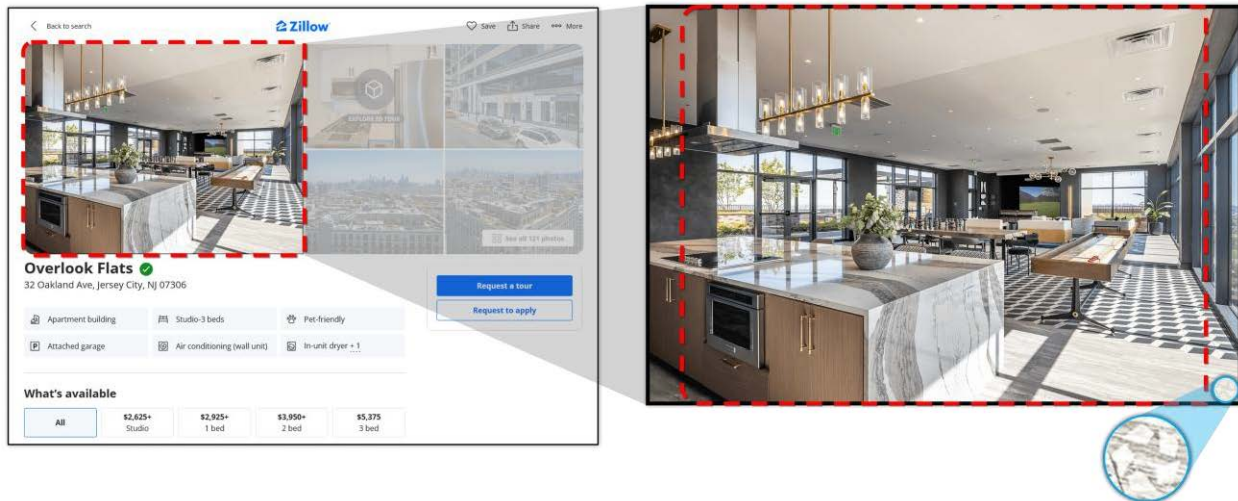 Back to search
Zillow
Save
Share
More
EXPLORE 3D TOUR
See all 121 photos
Overlook Flats
32 Oakland Ave, Jersey City, NJ 07306
Request a tour
Request to apply
Apartment building
Studio-3 beds
Pet-friendly
P
Attached garage
Air conditioning (wall unit)
In-unit dryer + 1
What's available
All
$2,625+
Studio
$2,925+
1 bed
$3,950+
2 bed
$5,375
3 bed